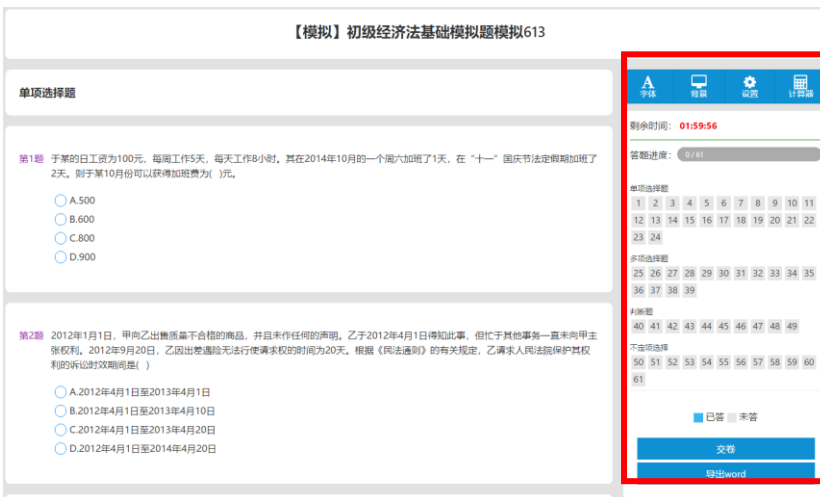 【模拟】初级经济法基础模拟题模拟613
单项选择题
第1题 于某的日工资为100元，每周工作5天，每天工作8小时。其在2014年10月的一个周六加班了1天，在“十一”国庆节法定假期加班了
2天。则于某10月份可以获得加班费为( )元。
A.500
B.600
C.800
D.900
第2题 2012年1月1日，甲向乙出售质量不合格的商品，并且未作任何的声明。乙于2012年4月1日得知此事，但忙于其他事务一直未向甲主
张权利。2012年9月20日，乙因出差遇险无法行使请求权的时间为20天。根据《民法通则》的有关规定，乙请求人民法院保护其权
利的诉讼时效期间是( )
A.2012年4月1日至2013年4月1日
B.2012年4月1日至2013年4月10日
C.2012年4月1日至2013年4月20日
D.2012年4月1日至2014年4月20日
A
字体 背景 设置 计算器
剩余时间： 01:59:56
答题进度： 0 / 61
单项选择题
1 2 3 4 5 6 7 8 9 10 11
12 13 14 15 16 17 18 19 20 21 22
23 24
多项选择题
25 26 27 28 29 30 31 32 33 34 35
36 37 38 39
判断题
40 41 42 43 44 45 46 47 48 49
不定项选择
50 51 52 53 54 55 56 57 58 59 60
61
已答 未答
交卷
导出word